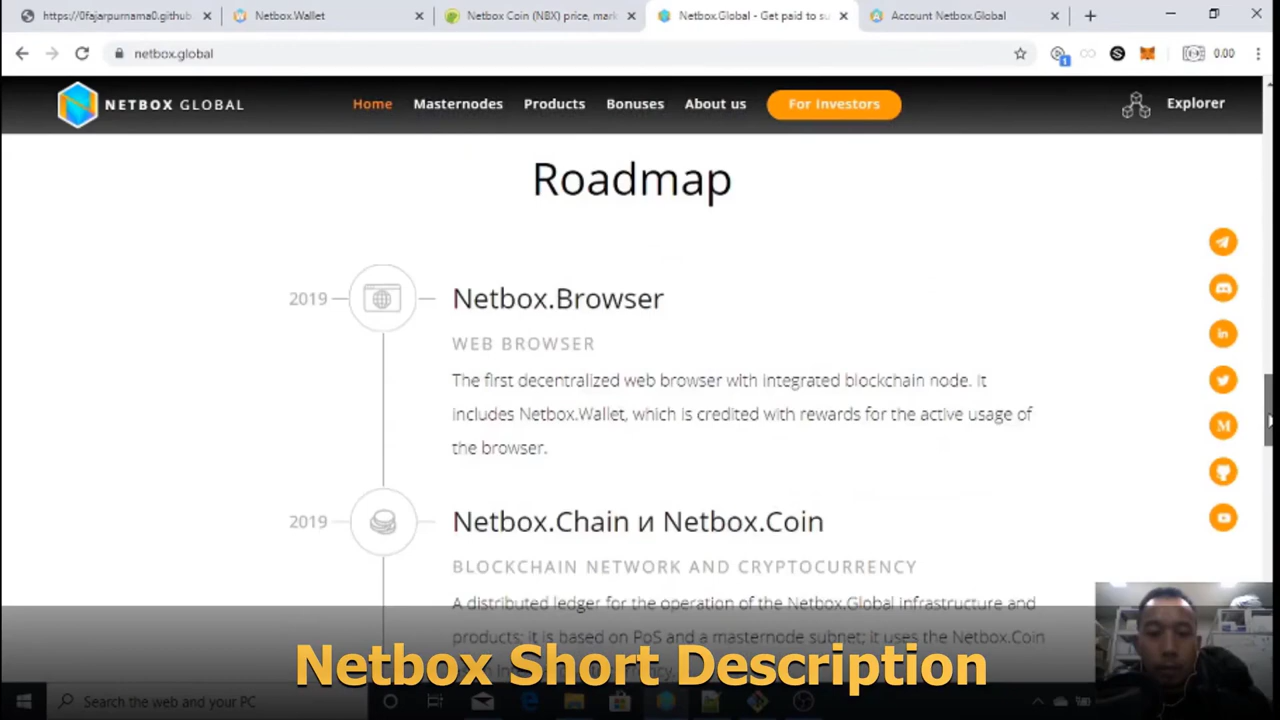 https://0fajarpurnama0.github
Netbox.Wallet
Netbox Coin (NBX) price, mark
Netbox.Global - Get paid to su
Account Netbox.Global
netbox.global
1
0.00
NETBOX GLOBAL
Home
Masternodes
Products
Bonuses
About us
For Investors
Explorer
Roadmap
2019
Netbox.Browser
WEB BROWSER
The first decentralized web browser with integrated blockchain node. It
includes Netbox.Wallet, which is credited with rewards for the active usage of
the browser.
2019
Netbox.Chain и Netbox.Coin
BLOCKCHAIN NETWORK AND CRYPTOCURRENCY
A distributed ledger for the operation of the Netbox.Global infrastructure and
products; it is based on PoS and a masternode subnet; it uses the Netbox.Coin
Netbox Short Description
Search the web and your PC